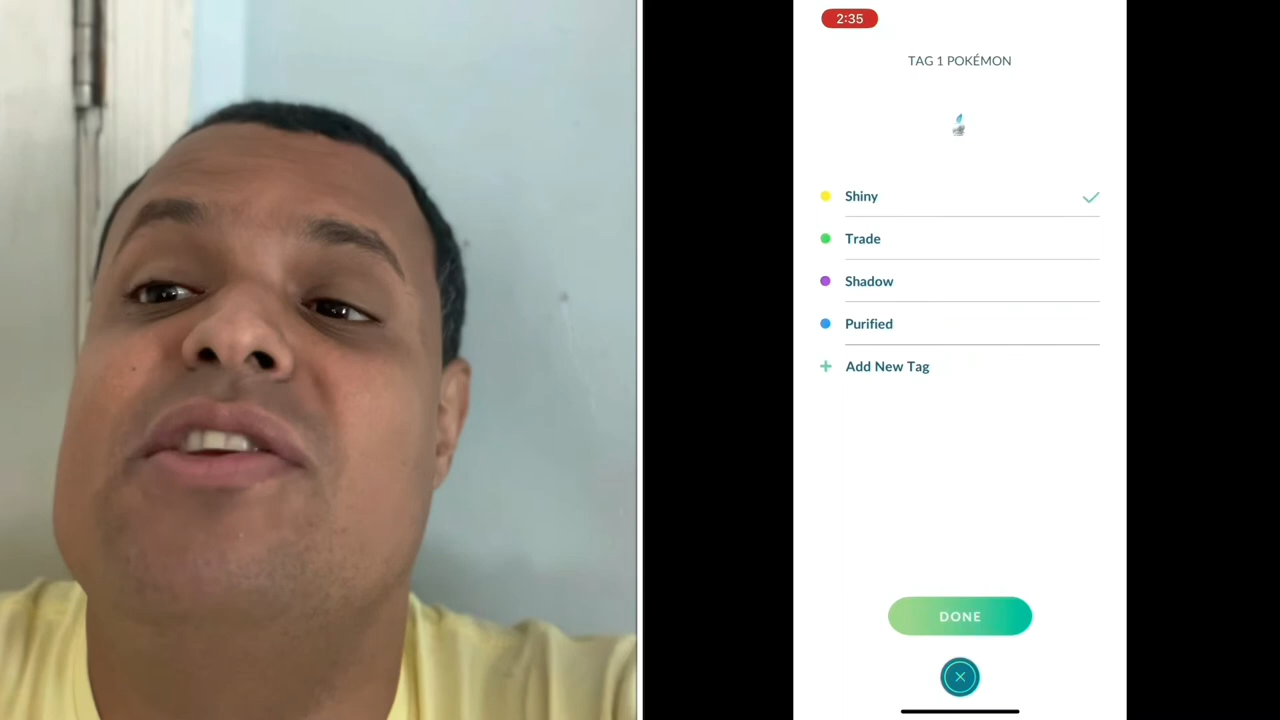 2:35
TAG 1 POKÉMON
Shiny
Trade
Shadow
Purified
+ Add New Tag
DONE